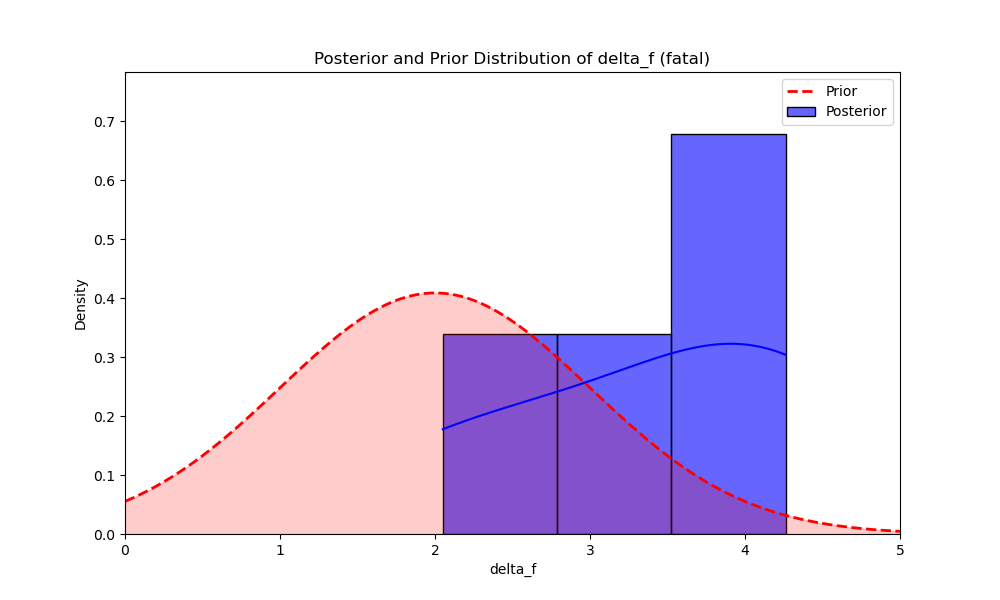 Posterior and Prior Distribution of delta_f (fatal)
Prior
Posterior
Density
0.7
0.6
0.5
0.4
0.3
0.2
0.1
0.0
0 1 2 3 4 5
delta_f